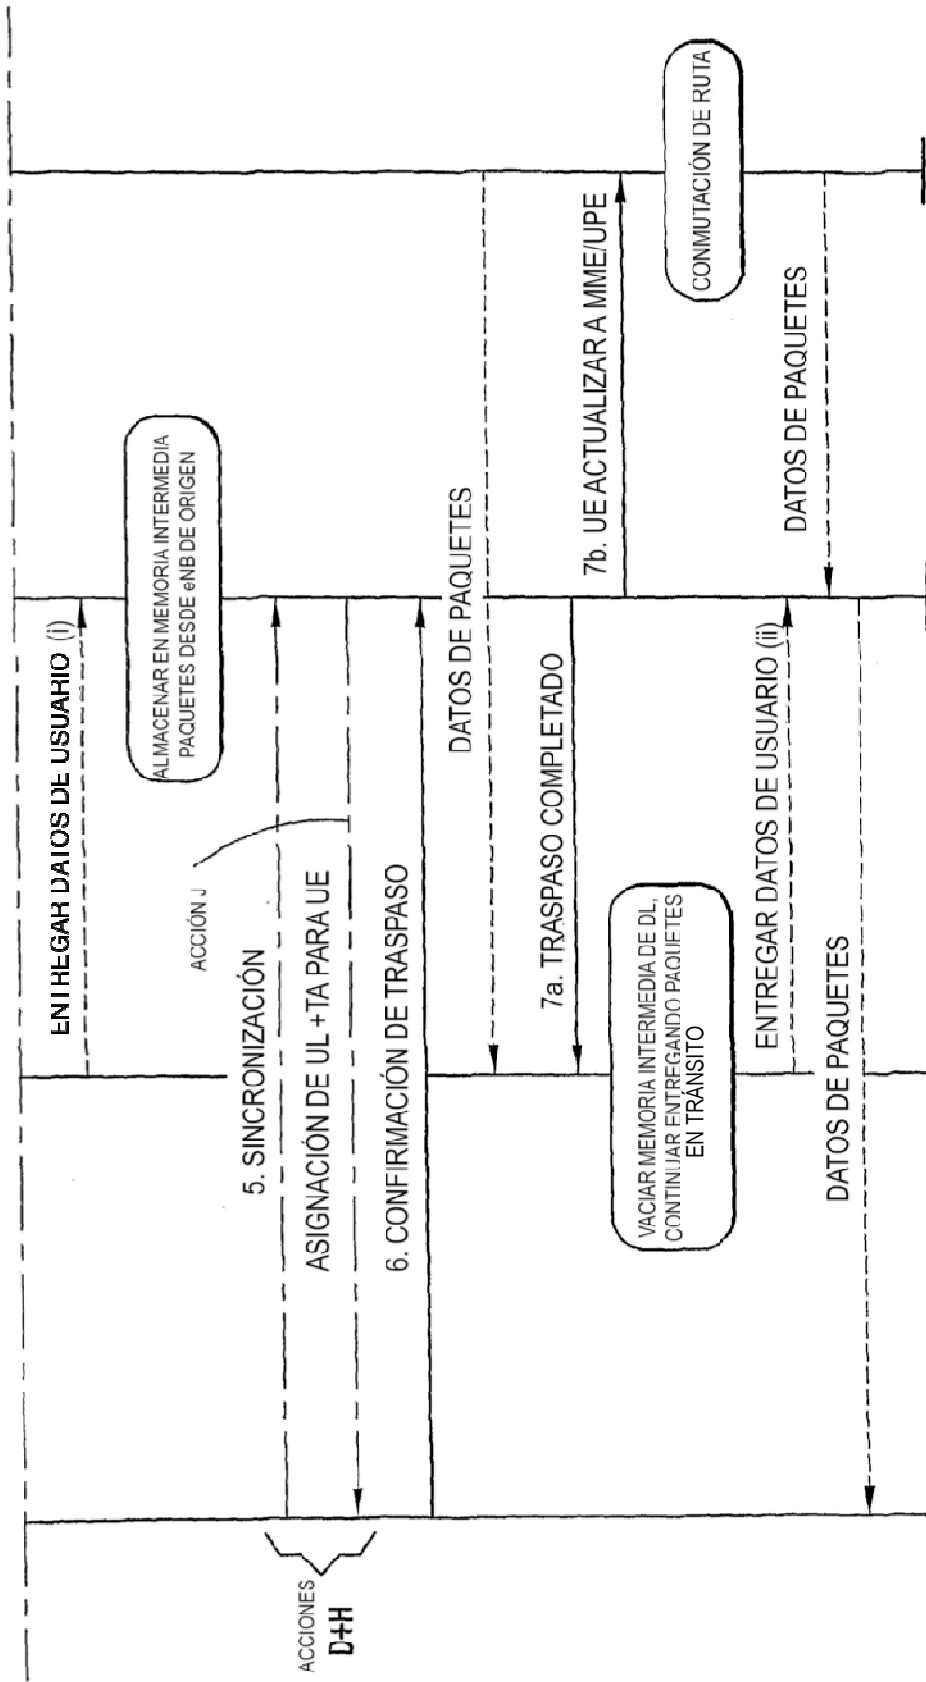 ENTREGAR DATOS DE USUARIO (i)
ALMACENAR EN MEMORIA INTERMEDIA
PAQUETES DESDE eNB DE ORIGEN
ACCIÓN J
5. SINCRONIZACIÓN
ASIGNACIÓN DE UL +TA PARA UE
ACCIONES
D+H
6. CONFIRMACIÓN DE TRASPASO
DATOS DE PAQUETES
7a. TRASPASO COMPLETADO
7b. UE ACTUALIZAR A MME/UPE
VACIAR MEMORIA INTERMEDIA DE DL,
CONTINUAR ENTREGANDO PAQUETES
EN TRÁNSITO
CONMUTACIÓN DE RUTA
ENTREGAR DATOS DE USUARIO (ii)
DATOS DE PAQUETES
DATOS DE PAQUETES